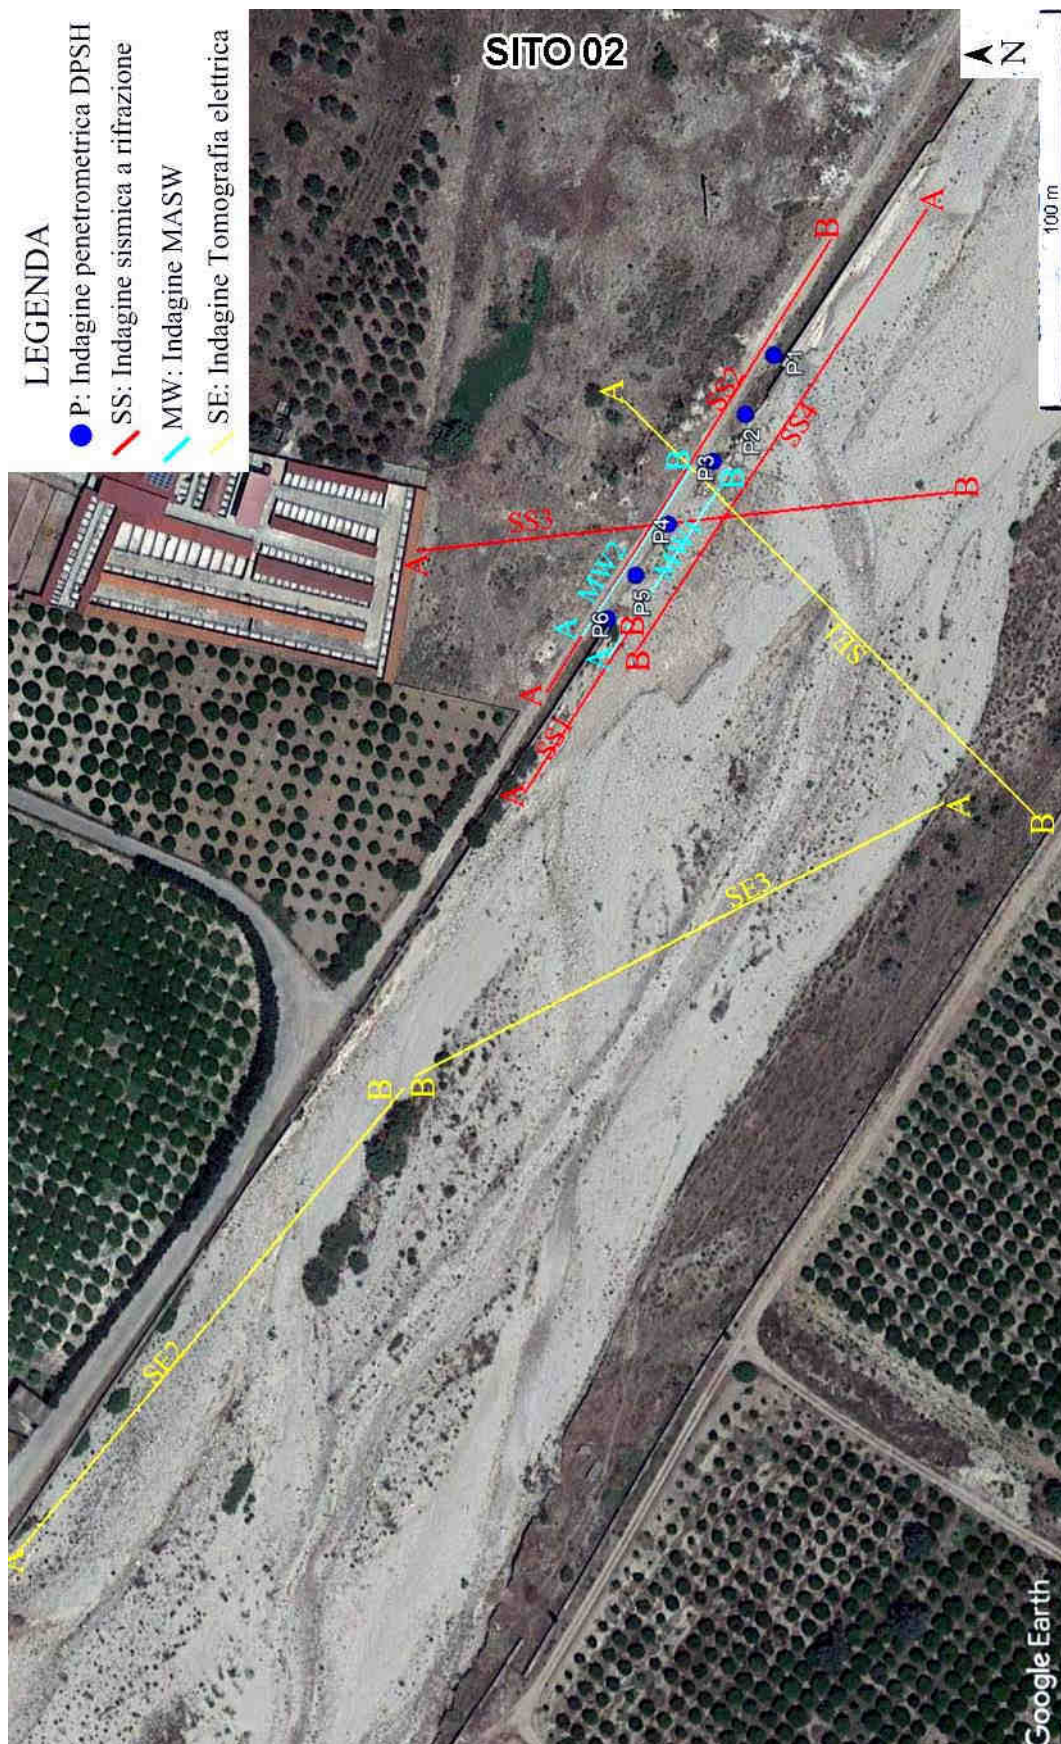 SITO 02
N
LEGENDA
P: Indagine penetrometrica DPSH
SS: Indagine sismica a rifrazione
MW: Indagine MASW
SE: Indagine Tomografia elettrica
A
SS3
B
A
SS2
B
A
SS1
B
B
SS4
A
A
MW2
B
A
B
P1
P2
P3
P4
P5
P6
A
SE1
B
A
SE2
B
A
SE3
B
100 m
Google Earth